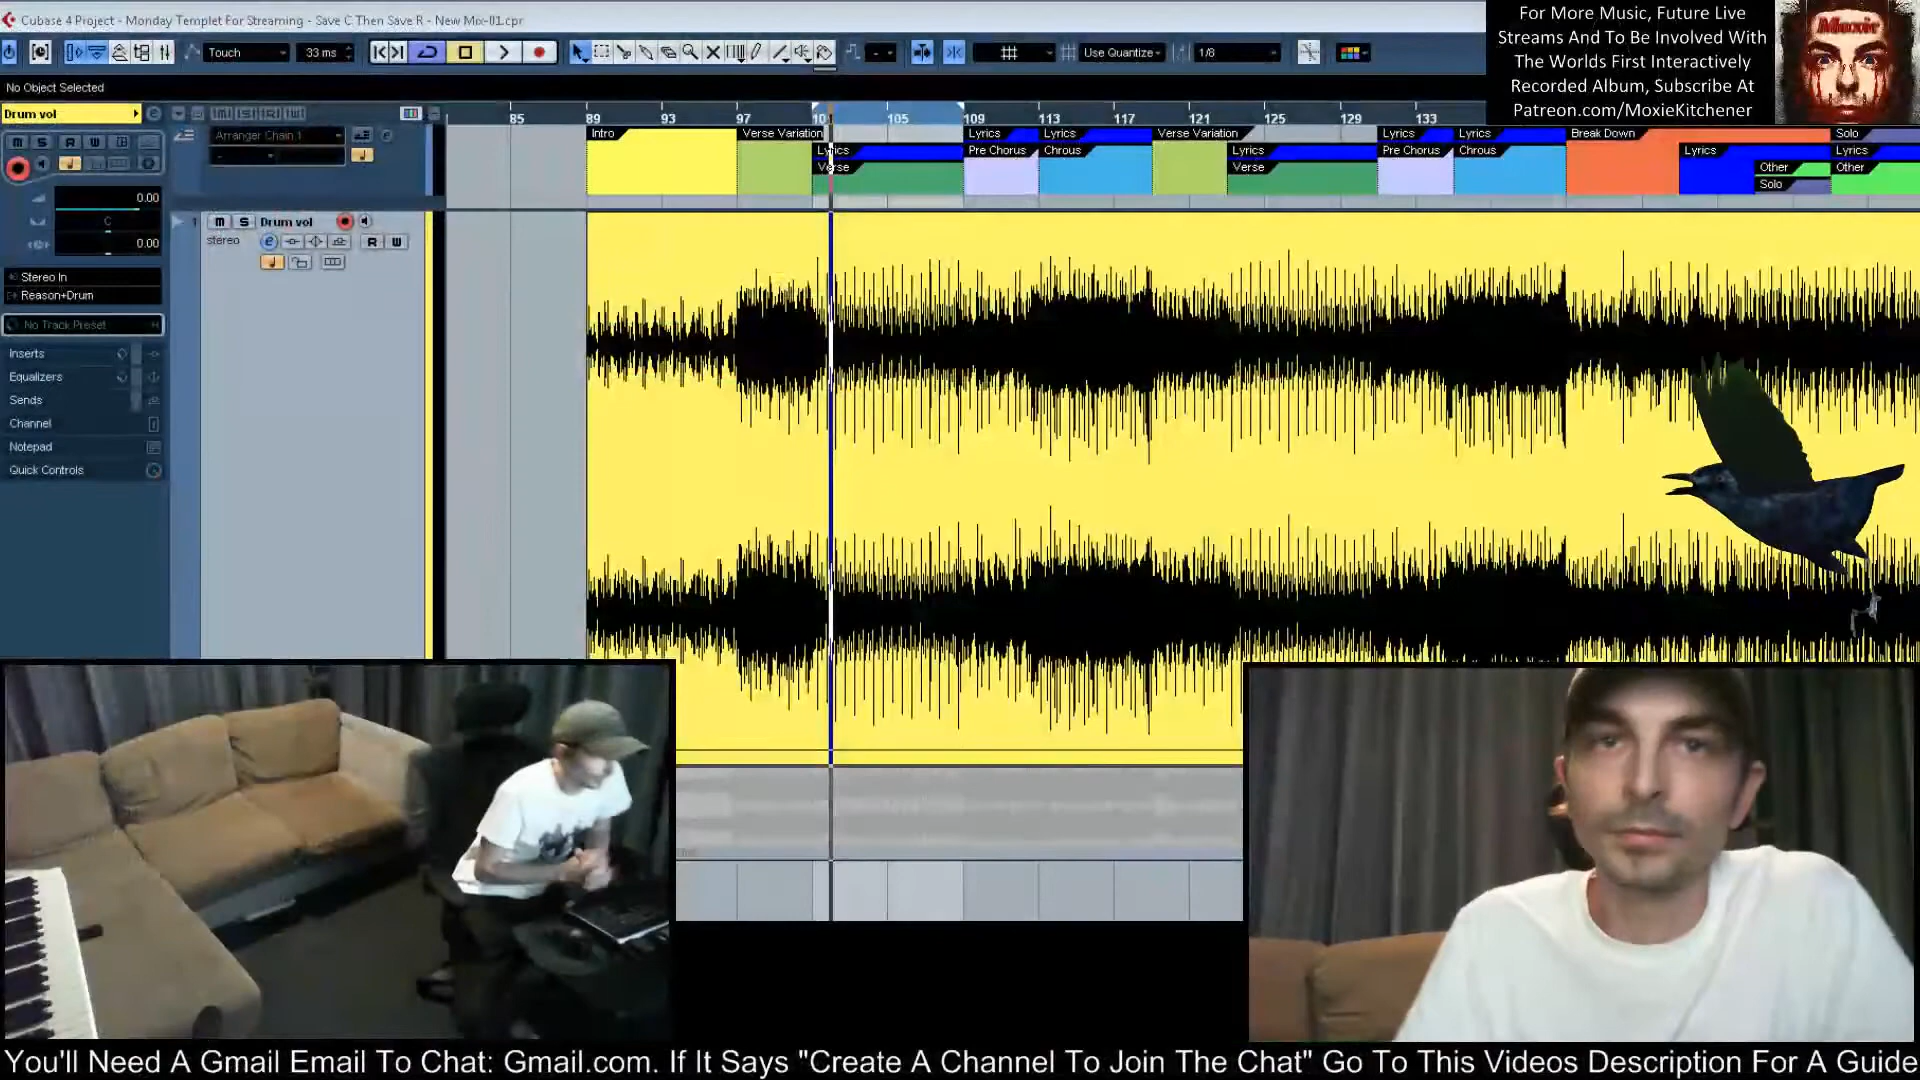 Cubase 4 Project - Monday Templet For Streaming - Save C Then Save R - New Mix-01.cpr
For More Music, Future Live
Streams And To Be Involved With
The Worlds First Interactively
Recorded Album, Subscribe At
Patreon.com/MoxieKitchener
Moxie
Touch 33 ms Use Quantize 1/8
No Object Selected
Drum vol
85 89 93 97 101 105 109 113 117 121 125 129 133
Arranger Chain 1
Intro Verse Variation Lyrics Lyrics Verse Variation Lyrics Lyrics Break Down Solo
Lyrics Pre Chorus Chrous Lyrics Pre Chorus Chrous Lyrics Lyrics
Verse Verse Other Other
Solo
M S R W
0.00
C
0.00
1 M S Drum vol
stereo R W
Stereo In
Reason+Drum
No Track Preset
Inserts
Equalizers
Sends
Channel
Notepad
Quick Controls
You'll Need A Gmail Email To Chat: Gmail.com. If It Says "Create A Channel To Join The Chat" Go To This Videos Description For A Guide